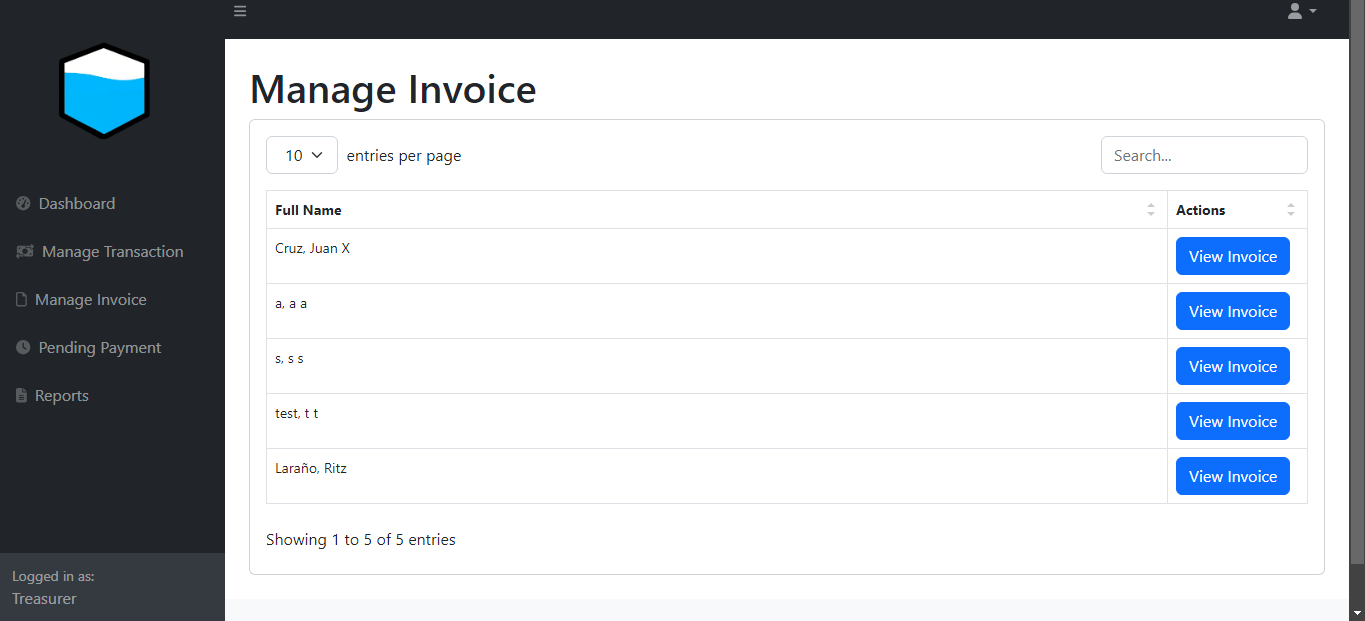 Dashboard
Manage Transaction
Manage Invoice
Pending Payment
Reports
Logged in as:
Treasurer
Manage Invoice
10 entries per page
Search...
Full Name Actions
Cruz, Juan X View Invoice
a, a a View Invoice
s, s s View Invoice
test, t t View Invoice
Laraño, Ritz View Invoice
Showing 1 to 5 of 5 entries